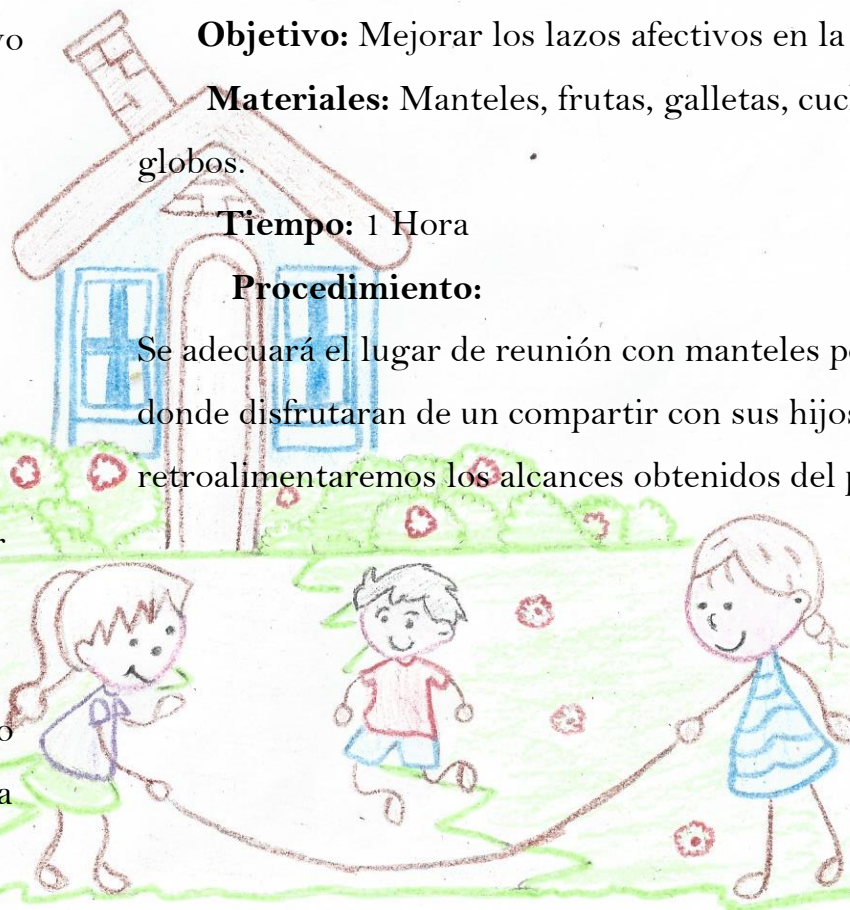 Objetivo: Mejorar los lazos afectivos en la
Materiales: Manteles, frutas, galletas,
globos.
Tiempo: 1 Hora
Procedimiento:
Se adecuará el lugar de reunión con manteles
donde disfrutaran de un compartir con sus hijos
retroalimentaremos los alcances obtenidos del